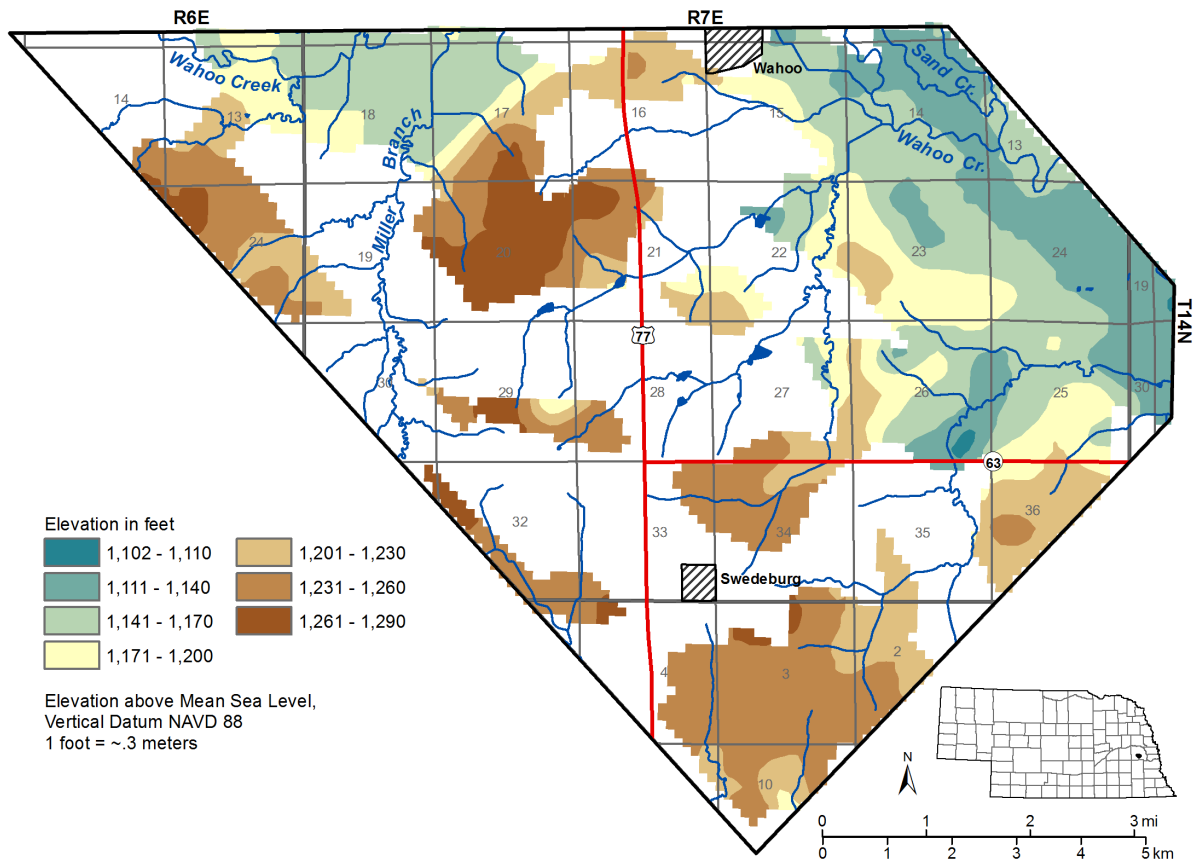 R6E
R7E
Wahoo Creek
Wahoo
Sand Cr.
14
13
18
17
16
15
14
13
Branch
Wahoo Cr.
Miller
24
19
20
21
22
23
24
19
T14N
77
30
29
28
27
26
25
30
63
32
33
34
35
36
Swedeburg
4
3
2
10
Elevation in feet
1,102 - 1,110
1,201 - 1,230
1,111 - 1,140
1,231 - 1,260
1,141 - 1,170
1,261 - 1,290
1,171 - 1,200
Elevation above Mean Sea Level,
Vertical Datum NAVD 88
1 foot = ~.3 meters
N
0 1 2 3 mi
0 1 2 3 4 5 km